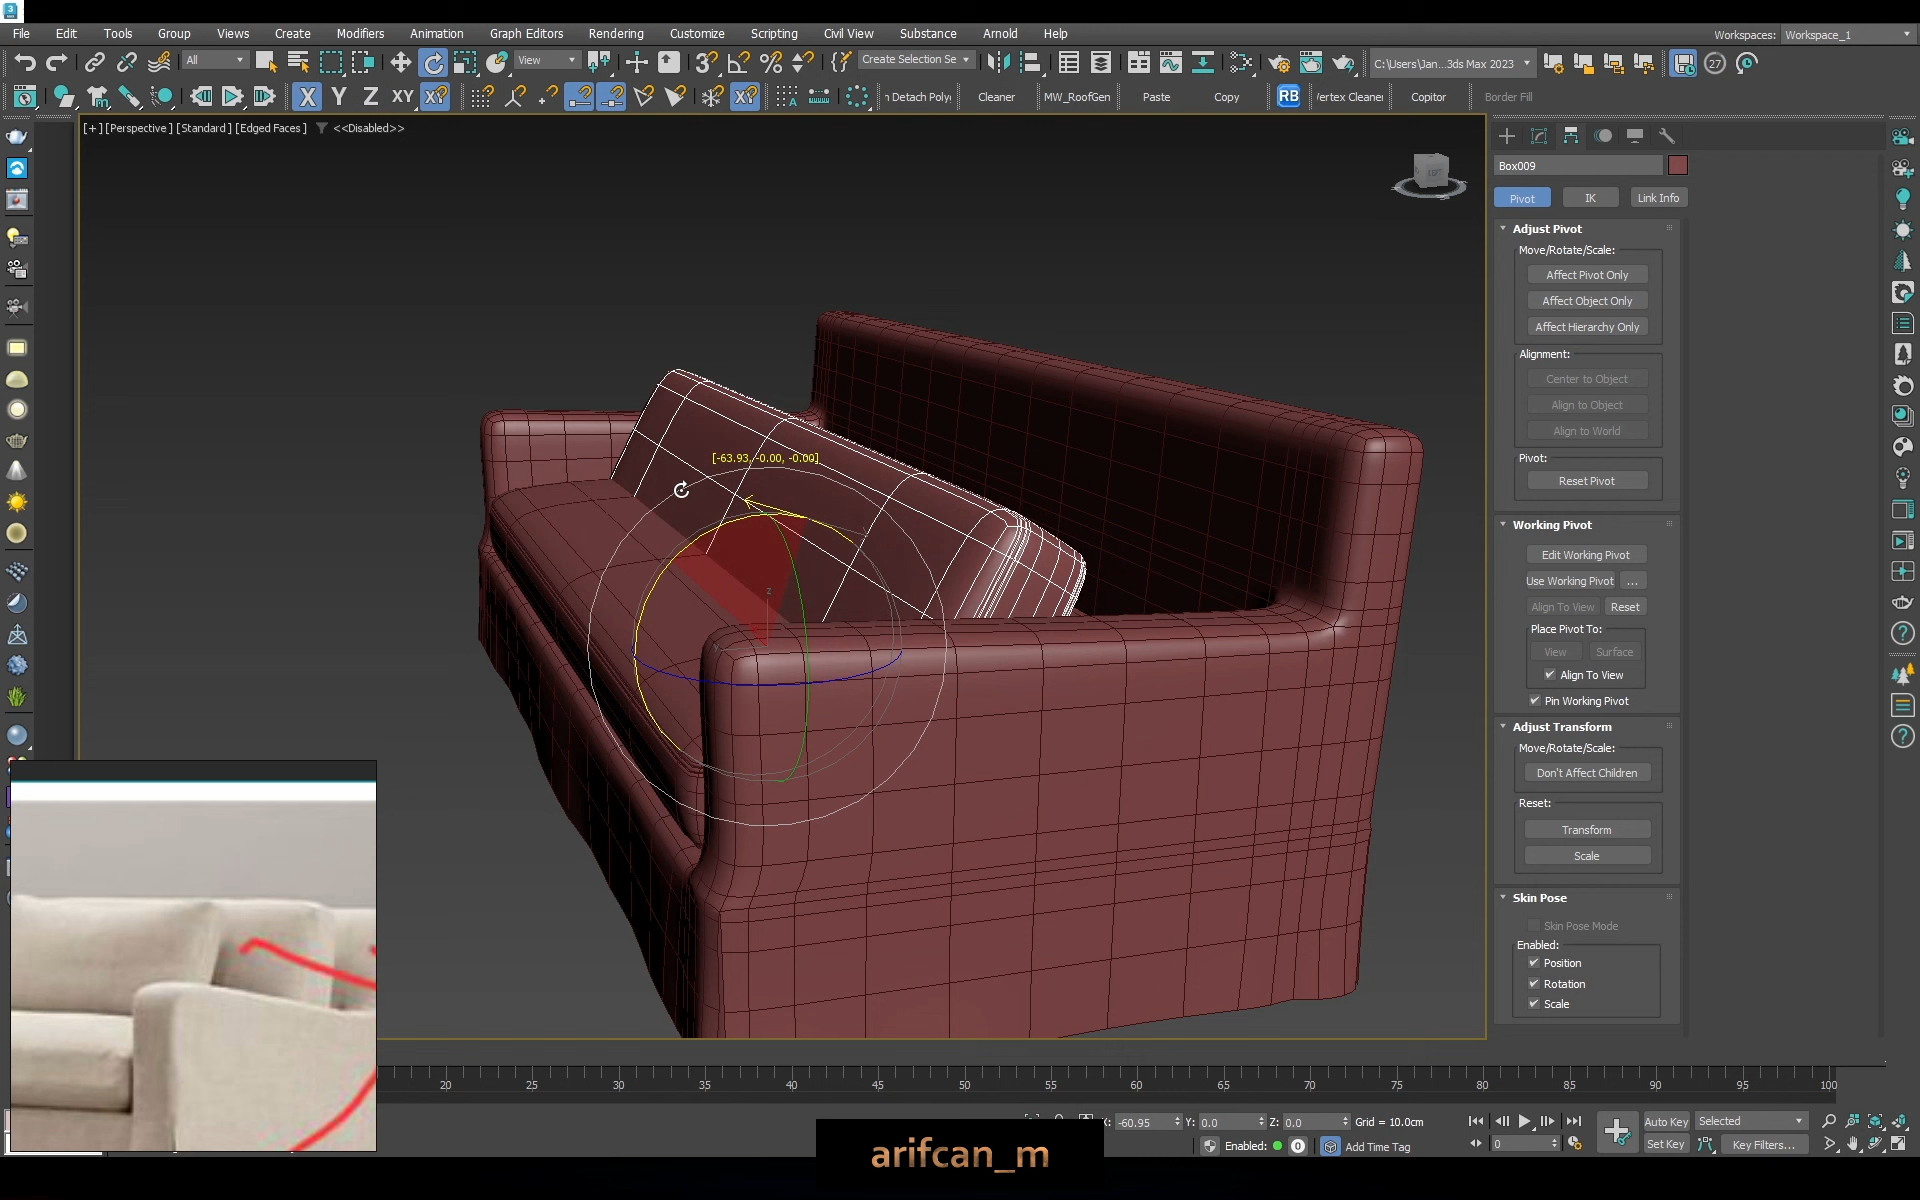 File Edit Tools Group Views Create Modifiers Animation Graph Editors Rendering Customize Scripting Civil View Substance Arnold Help
Workspaces: Workspace_1
All
View
Create Selection Se
C:\Users\Jan...3ds Max 2023
27
X Y Z XY XY
n Detach Poly Cleaner MW_RoofGen Paste Copy RB Vertex Cleaner Copitor Border Fill
[+] [Perspective] [Standard] [Edged Faces] <<Disabled>>
[-63.93, -0.00, -0.00]
z
Box009
Pivot IK Link Info
Adjust Pivot
Move/Rotate/Scale:
Affect Pivot Only
Affect Object Only
Affect Hierarchy Only
Alignment:
Center to Object
Align to Object
Align to World
Pivot:
Reset Pivot
Working Pivot
Edit Working Pivot
Use Working Pivot ...
Align To View Reset
Place Pivot To:
View Surface
Align To View
Pin Working Pivot
Adjust Transform
Move/Rotate/Scale:
Don't Affect Children
Reset:
Transform
Scale
Skin Pose
Skin Pose Mode
Enabled:
Position
Rotation
Scale
20 25 30 35 40 45 50 55 60 65 70 75 80 85 90 95 100
X: -60.95 Y: 0.0 Z: 0.0 Grid = 10.0cm
Auto Key Selected
Enabled: 0 Add Time Tag
0 Set Key Key Filters...
arifcan_m